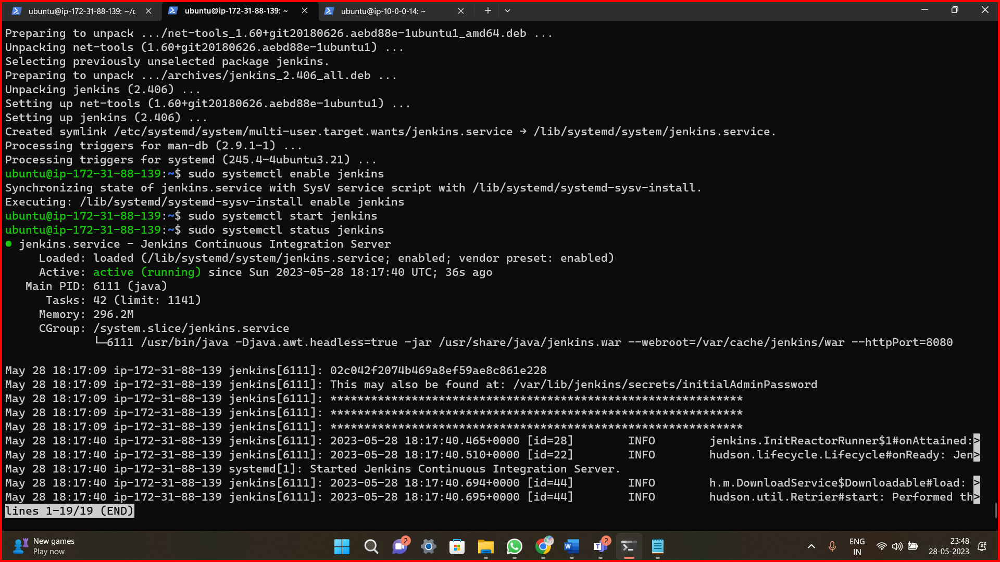 ubuntu@ip-172-31-88-139: ~/c
ubuntu@ip-172-31-88-139: ~
ubuntu@ip-10-0-0-14: ~
Preparing to unpack .../net-tools_1.60+git20180626.aebd88e-1ubuntu1_amd64.deb ...
Unpacking net-tools (1.60+git20180626.aebd88e-1ubuntu1) ...
Selecting previously unselected package jenkins.
Preparing to unpack .../archives/jenkins_2.406_all.deb ...
Unpacking jenkins (2.406) ...
Setting up net-tools (1.60+git20180626.aebd88e-1ubuntu1) ...
Setting up jenkins (2.406) ...
Created symlink /etc/systemd/system/multi-user.target.wants/jenkins.service → /lib/systemd/system/jenkins.service.
Processing triggers for man-db (2.9.1-1) ...
Processing triggers for systemd (245.4-4ubuntu3.21) ...
ubuntu@ip-172-31-88-139:~$ sudo systemctl enable jenkins
Synchronizing state of jenkins.service with SysV service script with /lib/systemd/systemd-sysv-install.
Executing: /lib/systemd/systemd-sysv-install enable jenkins
ubuntu@ip-172-31-88-139:~$ sudo systemctl start jenkins
ubuntu@ip-172-31-88-139:~$ sudo systemctl status jenkins
● jenkins.service - Jenkins Continuous Integration Server
Loaded: loaded (/lib/systemd/system/jenkins.service; enabled; vendor preset: enabled)
Active: active (running) since Sun 2023-05-28 18:17:40 UTC; 36s ago
Main PID: 6111 (java)
Tasks: 42 (limit: 1141)
Memory: 296.2M
CGroup: /system.slice/jenkins.service
└─6111 /usr/bin/java -Djava.awt.headless=true -jar /usr/share/java/jenkins.war --webroot=/var/cache/jenkins/war --httpPort=8080
May 28 18:17:09 ip-172-31-88-139 jenkins[6111]: 02c042f2074b469a8ef59ae8c861e228
May 28 18:17:09 ip-172-31-88-139 jenkins[6111]: This may also be found at: /var/lib/jenkins/secrets/initialAdminPassword
May 28 18:17:09 ip-172-31-88-139 jenkins[6111]: *************************************************************
May 28 18:17:09 ip-172-31-88-139 jenkins[6111]: *************************************************************
May 28 18:17:09 ip-172-31-88-139 jenkins[6111]: *************************************************************
May 28 18:17:40 ip-172-31-88-139 jenkins[6111]: 2023-05-28 18:17:40.465+0000 [id=28] INFO jenkins.InitReactorRunner$1#onAttained:>
May 28 18:17:40 ip-172-31-88-139 jenkins[6111]: 2023-05-28 18:17:40.510+0000 [id=22] INFO hudson.lifecycle.Lifecycle#onReady: Jen>
May 28 18:17:40 ip-172-31-88-139 systemd[1]: Started Jenkins Continuous Integration Server.
May 28 18:17:40 ip-172-31-88-139 jenkins[6111]: 2023-05-28 18:17:40.694+0000 [id=44] INFO h.m.DownloadService$Downloadable#load: >
May 28 18:17:40 ip-172-31-88-139 jenkins[6111]: 2023-05-28 18:17:40.695+0000 [id=44] INFO hudson.util.Retrier#start: Performed th>
lines 1-19/19 (END)
New games
Play now
2
W
T
2
ENG
IN
23:48
28-05-2023